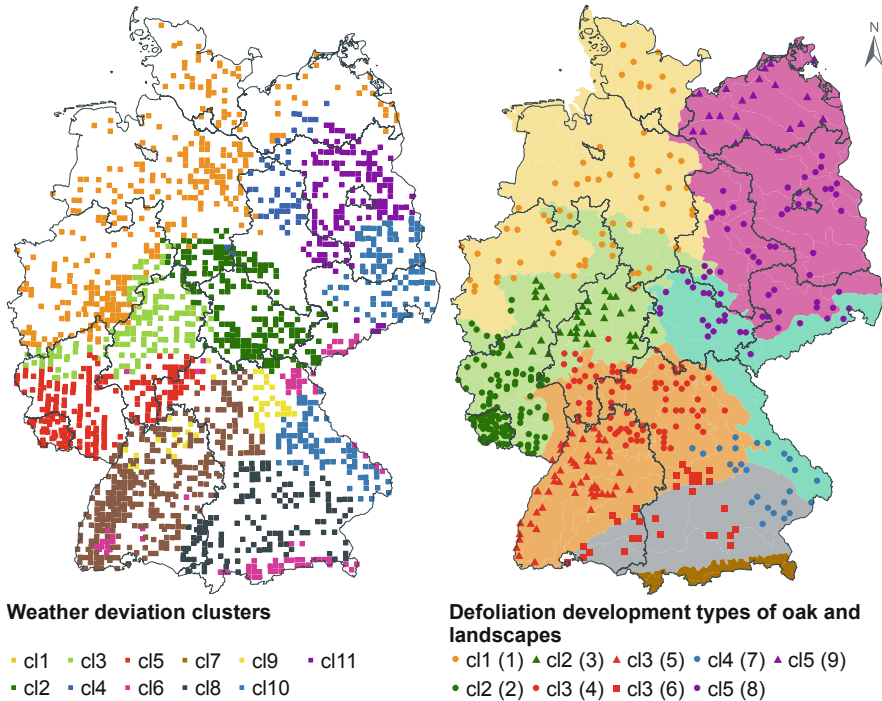 N
Weather deviation clusters
cl1 cl3 cl5 cl7 cl9 cl11
cl2 cl4 cl6 cl8 cl10
Defoliation development types of oak and
landscapes
cl1 (1) cl2 (3) cl3 (5) cl4 (7) cl5 (9)
cl2 (2) cl3 (4) cl3 (6) cl5 (8)